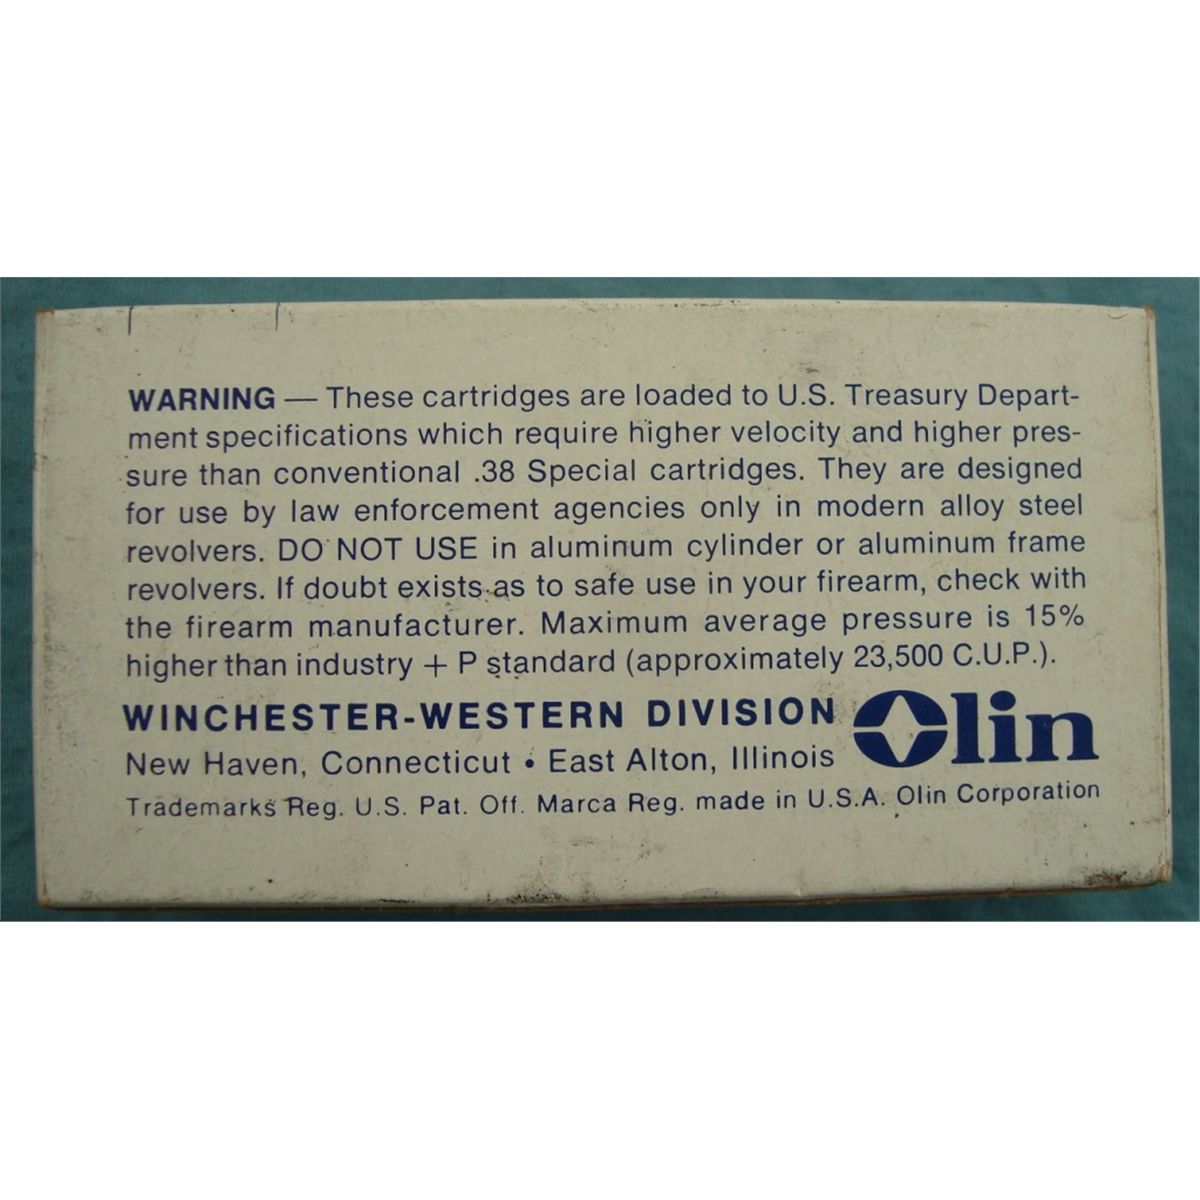 WARNING — These cartridges are loaded to U.S. Treasury Depart-
ment specifications which require higher velocity and higher pres-
sure than conventional .38 Special cartridges. They are designed
for use by law enforcement agencies only in modern alloy steel
revolvers. DO NOT USE in aluminum cylinder or aluminum frame
revolvers. If doubt exists as to safe use in your firearm, check with
the firearm manufacturer. Maximum average pressure is 15%
higher than industry + P standard (approximately 23,500 C.U.P.).
WINCHESTER-WESTERN DIVISION Olin
New Haven, Connecticut • East Alton, Illinois
Trademarks Reg. U.S. Pat. Off. Marca Reg. made in U.S.A. Olin Corporation